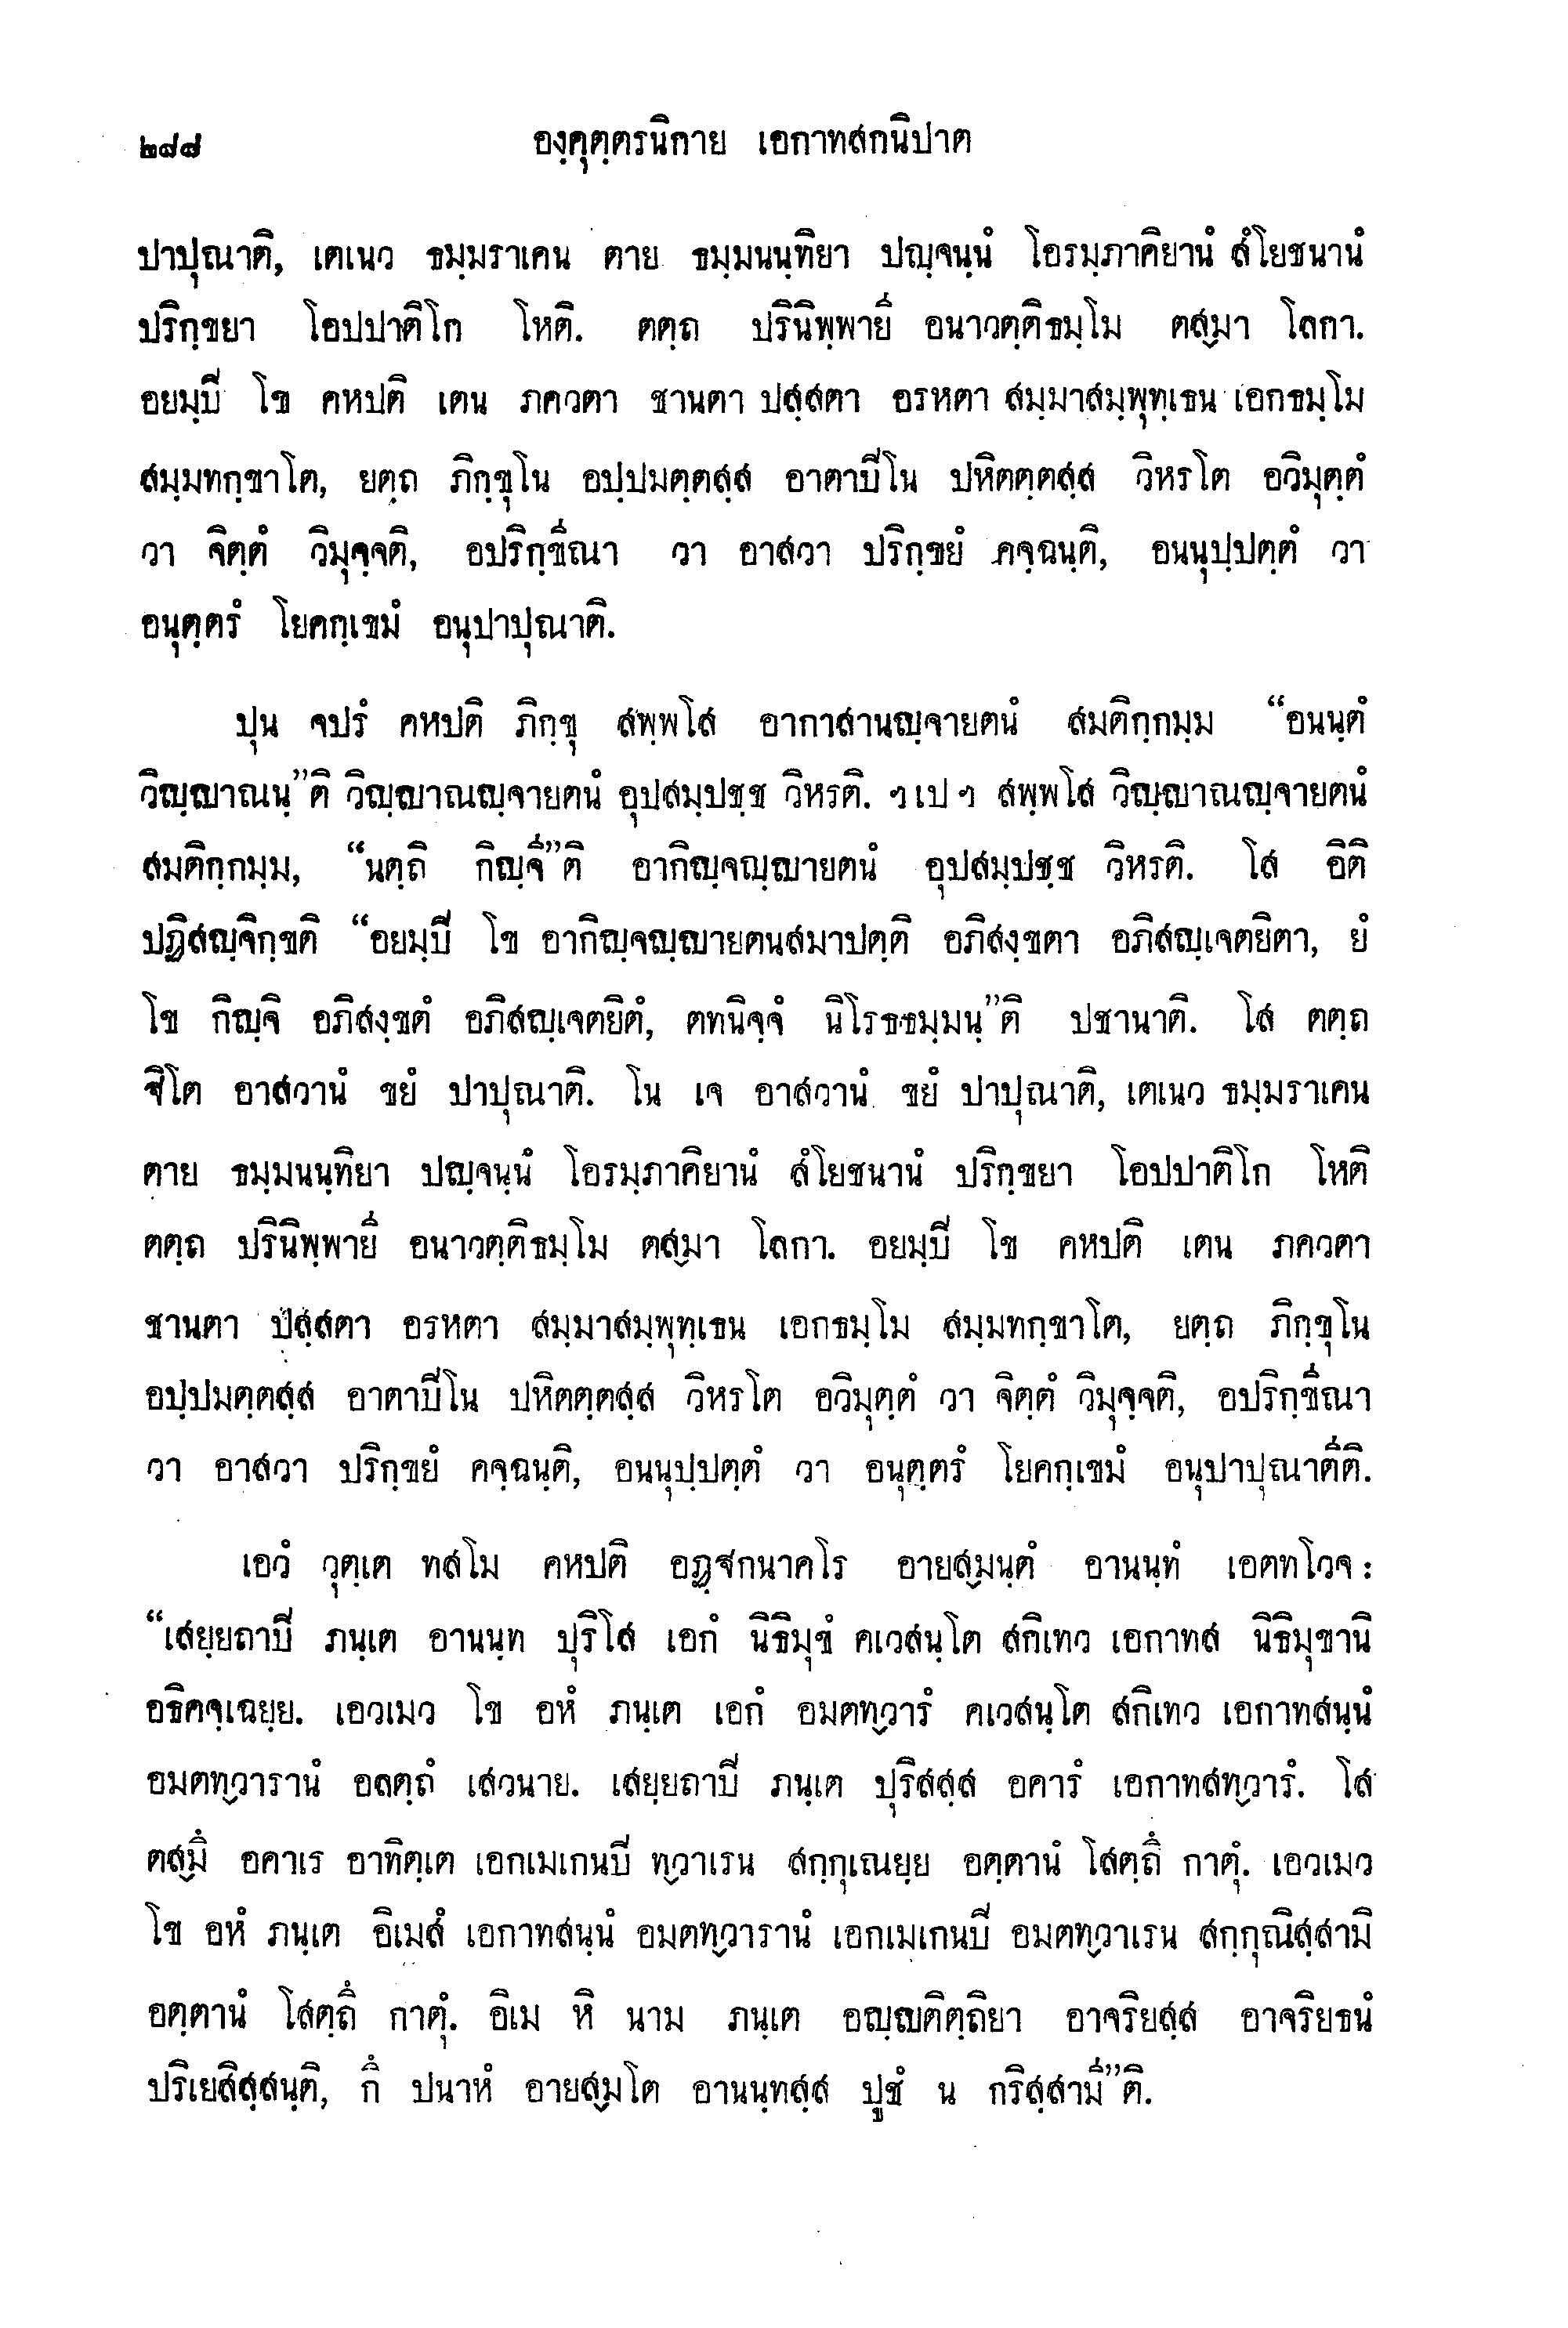 ๒๘๘ องฺคุตฺตรนิกาย เอกาทสกนิปาต
ปาปุณาติ, เตเนว ธมฺมราเคน ตาย ธมฺมนนฺทิยา ปญฺจนฺนํ โอรมฺภาคิยานํ สํโยชนานํ
ปริกฺขยา โอปปาติโก โหติ. ตตฺถ ปรินิพฺพายี อนาวตฺติธมฺโม ตสฺมา โลกา.
อยมฺปิ โข คหปติ เตน ภควตา ชานตา ปสฺสตา อรหตา สมฺมาสมฺพุทฺเธน เอกธมฺโม
สมฺมทกฺขาโต, ยตฺถ ภิกฺขุโน อปฺปมตฺตสฺส อาตาปิโน ปหิตตฺตสฺส วิหรโต อวิมุตฺตํ
วา จิตฺตํ วิมุจฺจติ, อปริกฺขีณา วา อาสวา ปริกฺขยํ คจฺฉนฺติ, อนนุปฺปตฺตํ วา
อนุตฺตรํ โยคกฺเขมํ อนุปาปุณาติ.
ปุน จปรํ คหปติ ภิกฺขุ สพฺพโส อากาสานญฺจายตนํ สมติกฺกมฺม “อนนฺตํ
วิญฺญาณนฺ”ติ วิญฺญาณญฺจายตนํ อุปสมฺปชฺช วิหรติ. ฯ เป ฯ สพฺพโส วิญฺญาณญฺจายตนํ
สมติกฺกมฺม, “นตฺถิ กิญฺจี”ติ อากิญฺจญฺญายตนํ อุปสมฺปชฺช วิหรติ. โส อิติ
ปฏิสญฺจิกฺขติ “อยมฺปิ โข อากิญฺจญฺญายตนสมาปตฺติ อภิสงฺขตา อภิสญฺเจตยิตา, ยํ
โข กิญฺจิ อภิสงฺขตํ อภิสญฺเจตยิตํ, ตทนิจฺจํ นิโรธธมฺมนฺ”ติ ปชานาติ. โส ตตฺถ
ฐิโต อาสวานํ ขยํ ปาปุณาติ. โน เจ อาสวานํ ขยํ ปาปุณาติ, เตเนว ธมฺมราเคน
ตาย ธมฺมนนฺทิยา ปญฺจนฺนํ โอรมฺภาคิยานํ สํโยชนานํ ปริกฺขยา โอปปาติโก โหติ
ตตฺถ ปรินิพฺพายี อนาวตฺติธมฺโม ตสฺมา โลกา. อยมฺปิ โข คหปติ เตน ภควตา
ชานตา ปสฺสตา อรหตา สมฺมาสมฺพุทฺเธน เอกธมฺโม สมฺมทกฺขาโต, ยตฺถ ภิกฺขุโน
อปฺปมตฺตสฺส อาตาปิโน ปหิตตฺตสฺส วิหรโต อวิมุตฺตํ วา จิตฺตํ วิมุจฺจติ, อปริกฺขีณา
วา อาสวา ปริกฺขยํ คจฺฉนฺติ, อนนุปฺปตฺตํ วา อนุตฺตรํ โยคกฺเขมํ อนุปาปุณาตีติ.
เอวํ วุตฺเต ทสโม คหปติ อฏฺฐกนาคโร อายสฺมนฺตํ อานนฺทํ เอตทโวจ:
“เสยฺยถาปิ ภนฺเต อานนฺท ปุริโส เอกํ นิธิมุขํ คเวสนฺโต สกิเทว เอกาทส นิธิมุขานิ
อธิคจฺเฉยฺย. เอวเมว โข อหํ ภนฺเต เอกํ อมตทฺวารํ คเวสนฺโต สกิเทว เอกาทสนฺนํ
อมตทฺวารานํ อลตฺถํ เสวนาย. เสยฺยถาปิ ภนฺเต ปุริสสฺส อคารํ เอกาทสทฺวารํ. โส
ตสฺมึ อคาเร อาทิตฺเต เอกเมเกนปิ ทฺวาเรน สกฺกุเณยฺย อตฺตานํ โสตฺถึ กาตุํ. เอวเมว
โข อหํ ภนฺเต อิเมสํ เอกาทสนฺนํ อมตทฺวารานํ เอกเมเกนปิ อมตทฺวาเรน สกฺกุณิสฺสามิ
อตฺตานํ โสตฺถึ กาตุํ. อิเม หิ นาม ภนฺเต อญฺญติตฺถิยา อาจริยสฺส อาจริยธนํ
ปริเยสิสฺสนฺติ, กึ ปนาหํ อายสฺมโต อานนฺทสฺส ปูชํ น กริสฺสามี”ติ.